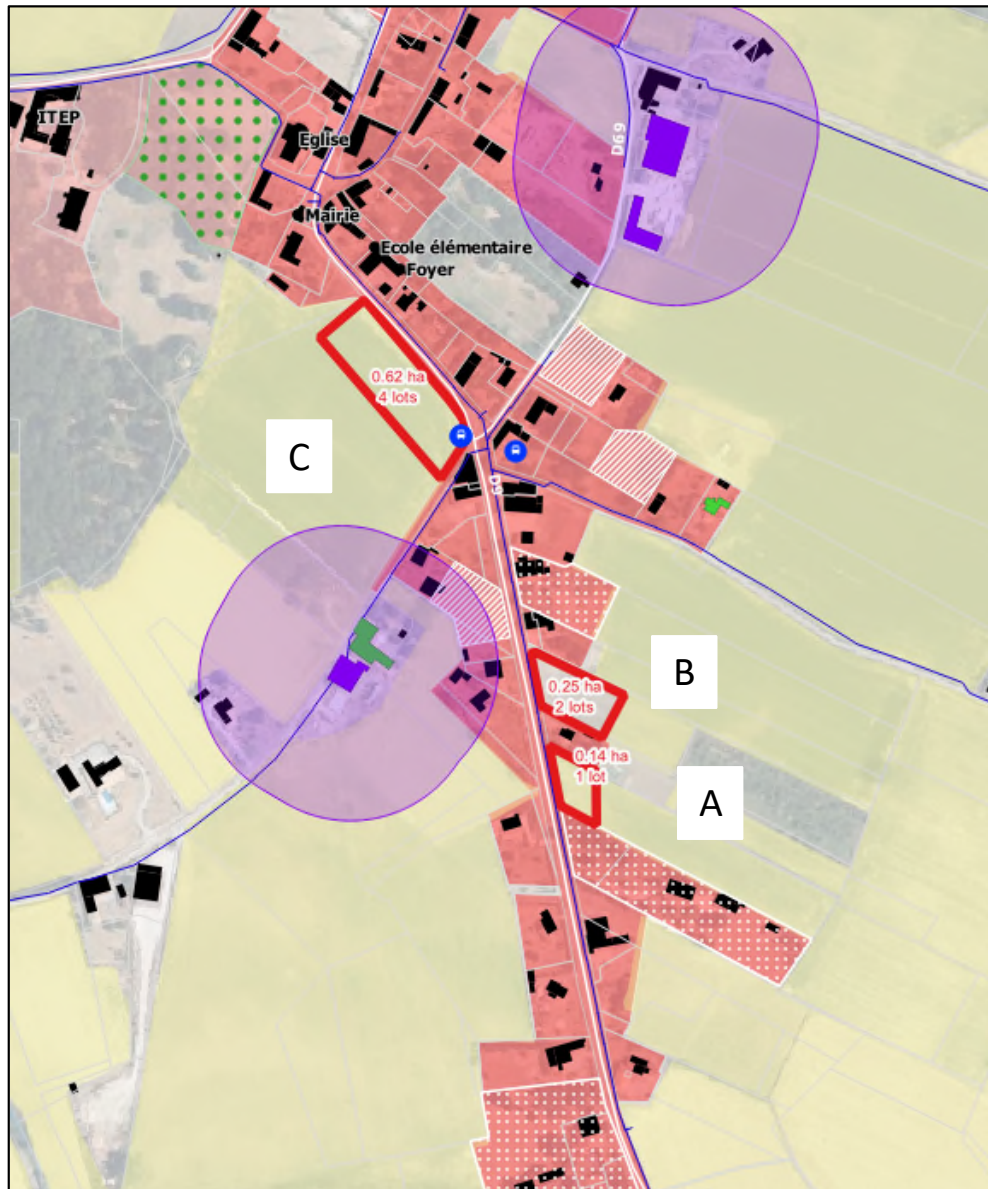 ITEP
Eglise
D69
Mairie
Ecole élémentaire
Foyer
0.62 ha
4 lots
C
D9
B
0.25 ha
2 lots
0.14 ha
1 lot
A